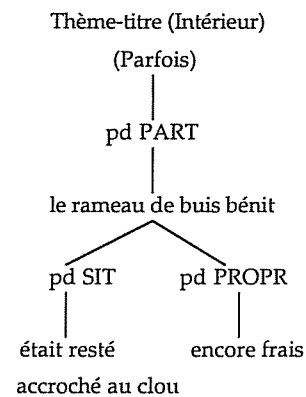 Thème-titre (Intérieur)
(Parfois)
pd PART
le rameau de buis bénit
pd SIT pd PROPR
était resté encore frais
accroché au clou